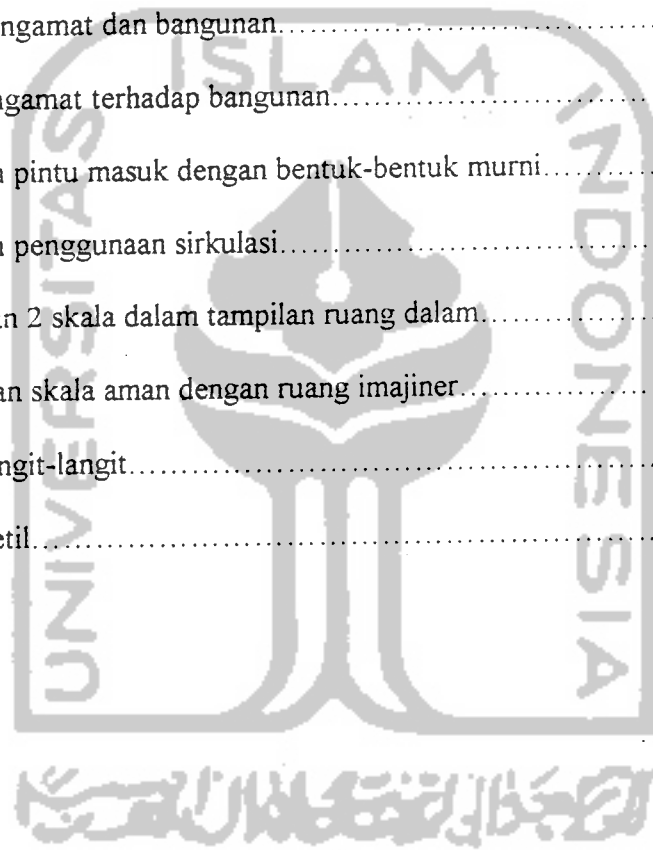 ngamat dan bangunan
ISLAM
ngamat terhadap bangunan
pintu masuk dengan bentuk-bentuk murni
penggunaan sirkulasi
an 2 skala dalam tampilan ruang dalam
an skala aman dengan ruang imajiner
ngit-langit
etil
UNIVERSITAS
INDONESIA